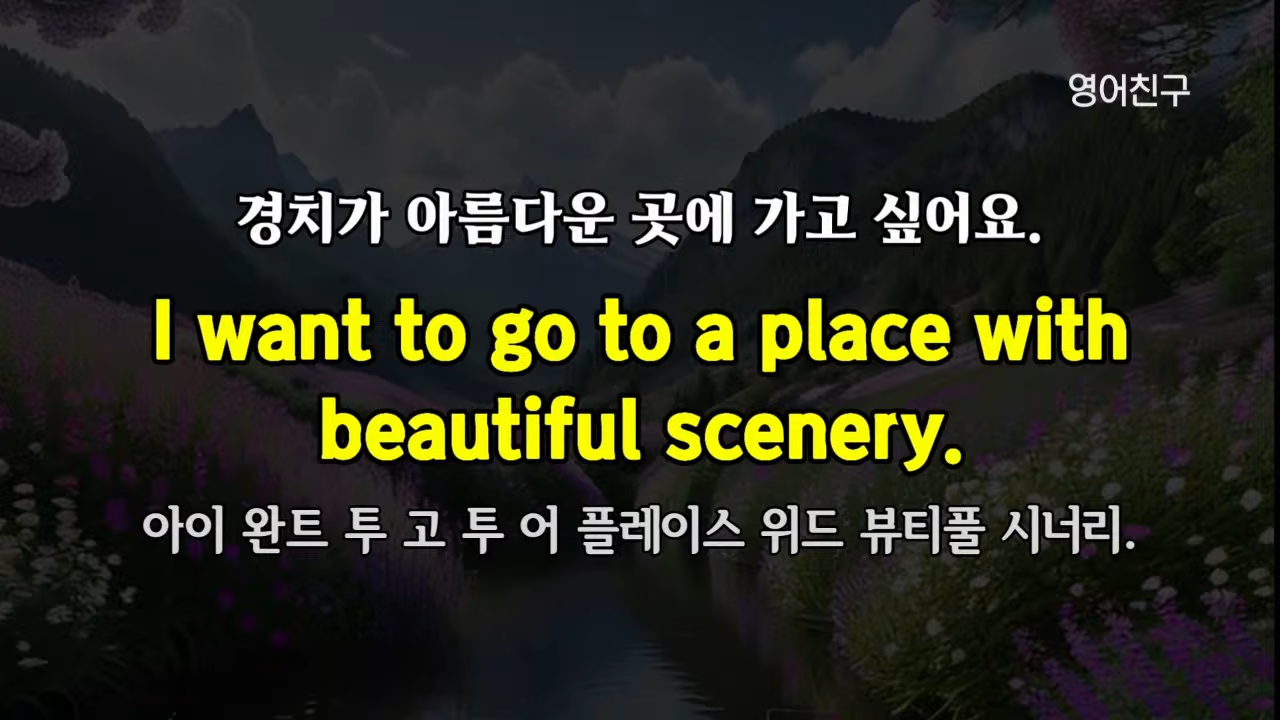 영어친구
경치가 아름다운 곳에 가고 싶어요.
I want to go to a place with
beautiful scenery.
아이 완트 투 고 투 어 플레이스 위드 뷰티풀 시너리.